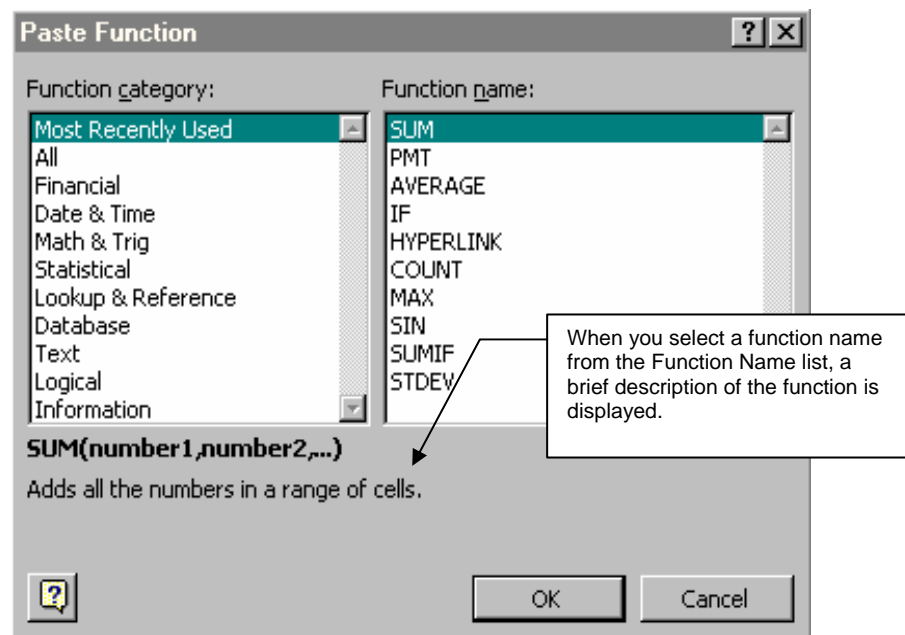 Paste Function
Function category:
Function name:
Most Recently Used
All
Financial
Date & Time
Math & Trig
Statistical
Lookup & Reference
Database
Text
Logical
Information
SUM
PMT
AVERAGE
IF
HYPERLINK
COUNT
MAX
SIN
SUMIF
STDEV
When you select a function name
from the Function Name list, a
brief description of the function is
displayed.
SUM(number1,number2,...)
Adds all the numbers in a range of cells.
OK
Cancel